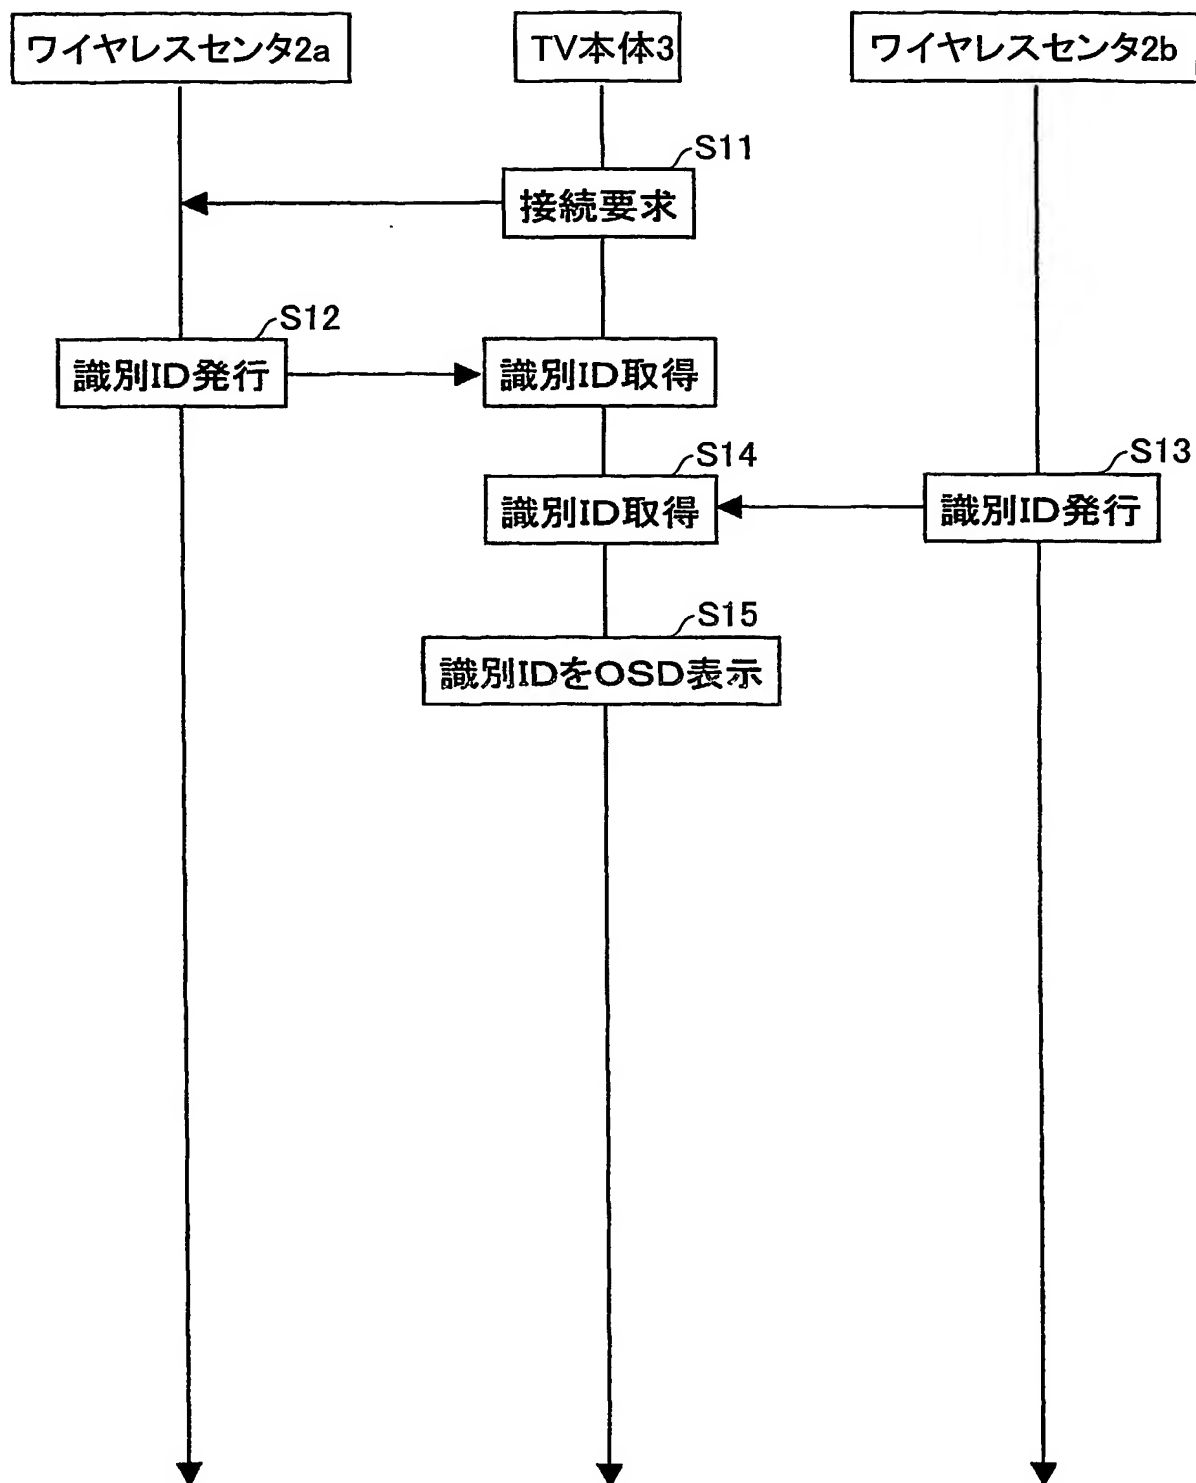 ワイヤレスセンタ2a
TV本体3
ワイヤレスセンタ2b
S11
接続要求
S12
識別ID発行
識別ID取得
S14
識別ID取得
S13
識別ID発行
S15
識別IDをOSD表示